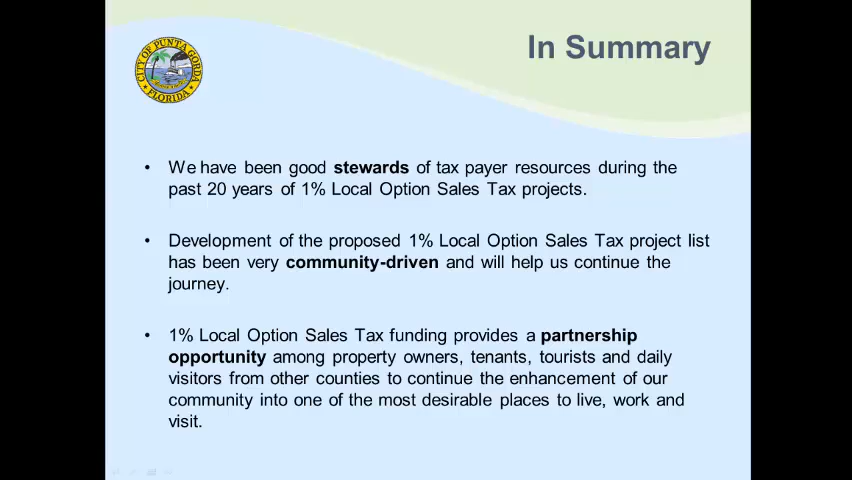 In Summary
CITY OF PUNTA GORDA
FLORIDA
• We have been good stewards of tax payer resources during the
past 20 years of 1% Local Option Sales Tax projects.
• Development of the proposed 1% Local Option Sales Tax project list
has been very community-driven and will help us continue the
journey.
• 1% Local Option Sales Tax funding provides a partnership
opportunity among property owners, tenants, tourists and daily
visitors from other counties to continue the enhancement of our
community into one of the most desirable places to live, work and
visit.